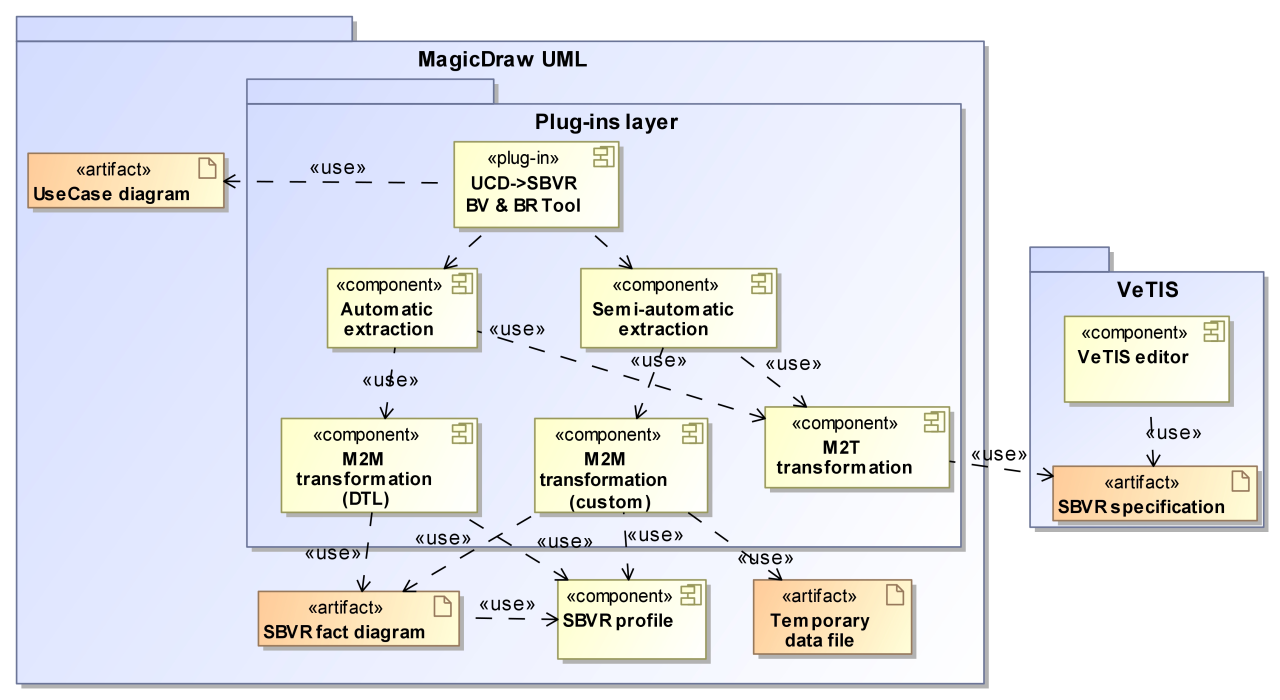 MagicDraw UML
Plug-ins layer
«artifact»
UseCase diagram
«use»
«plug-in»
UCD->SBVR
BV & BR Tool
«component»
Automatic
extraction
«component»
Semi-automatic
extraction
VeTIS
«component»
VeTIS editor
«use»
«use»
«use»
«use»
«component»
M2M
transformation
(DTL)
«component»
M2M
transformation
(custom)
«component»
M2T
transformation
«use»
«use»
«artifact»
SBVR specification
«use»
«use»
«use»
«use»
«use»
«artifact»
SBVR fact diagram
«use»
«component»
SBVR profile
«artifact»
Temporary
data file